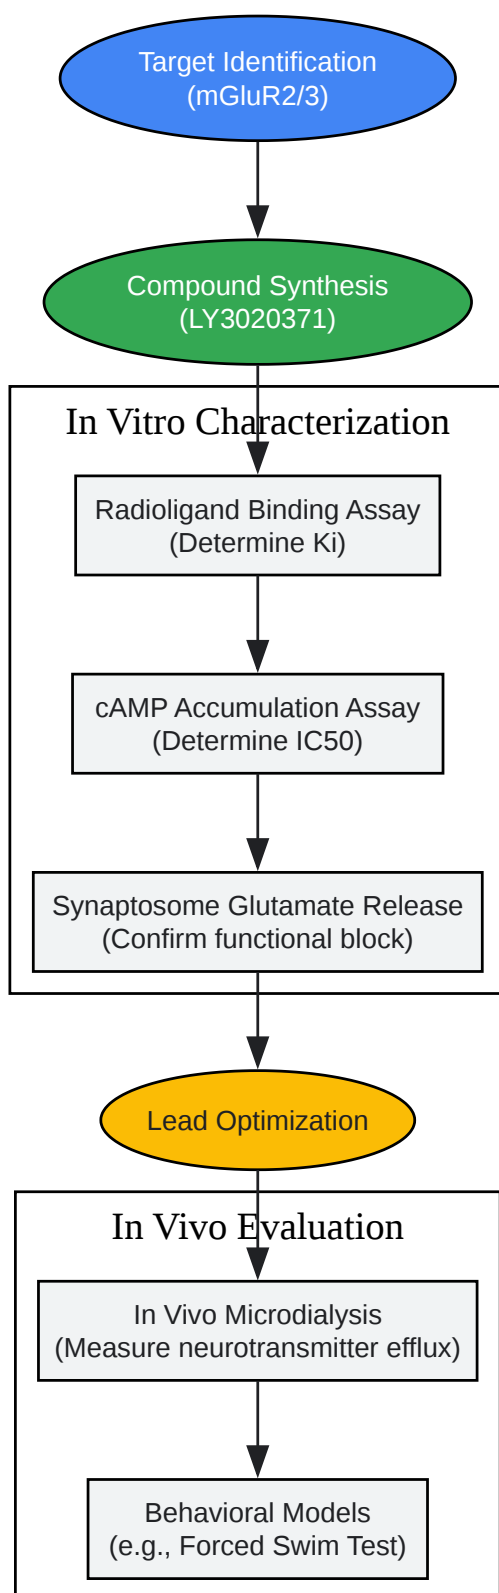 Target Identification
(mGluR2/3)
Compound Synthesis
(LY3020371)
In Vitro Characterization
Radioligand Binding Assay
(Determine Ki)
cAMP Accumulation Assay
(Determine IC50)
Synaptosome Glutamate Release
(Confirm functional block)
Lead Optimization
In Vivo Evaluation
In Vivo Microdialysis
(Measure neurotransmitter efflux)
Behavioral Models
(e.g., Forced Swim Test)